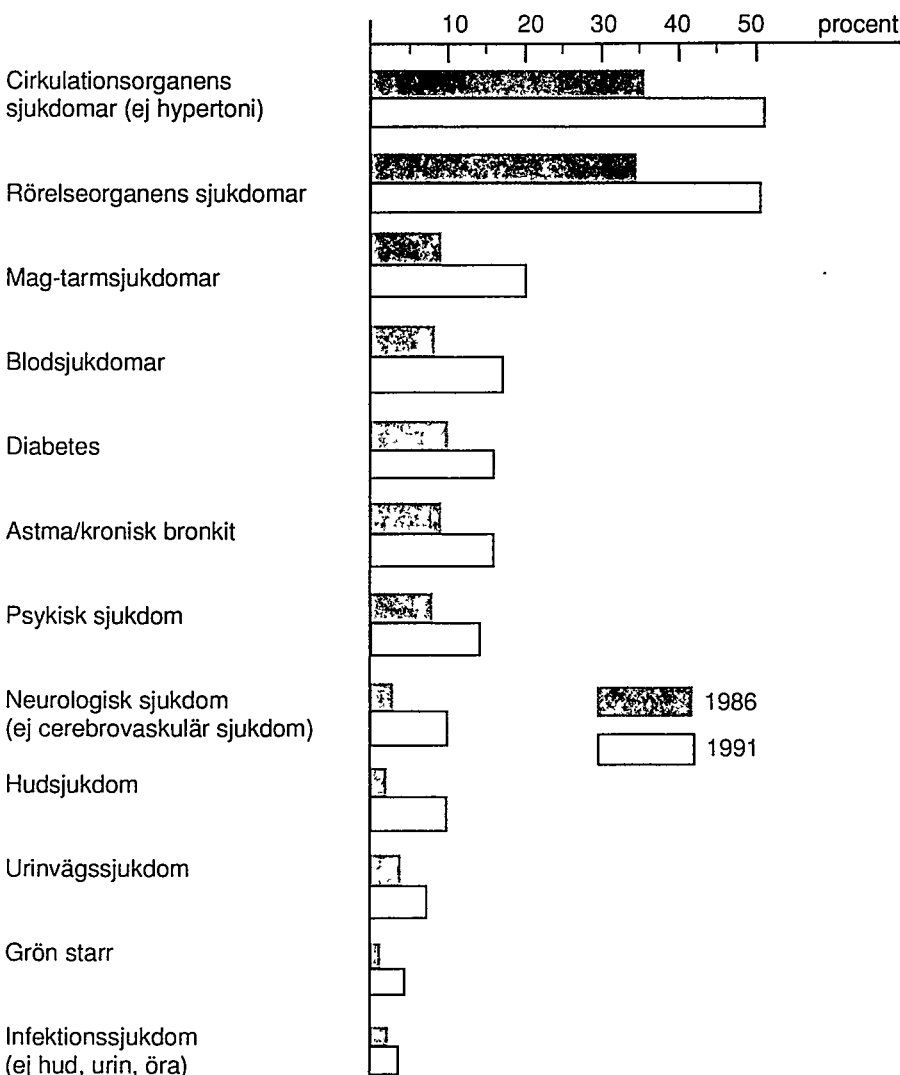 10 20 30 40 50 procent
Cirkulationsorganens
sjukdomar (ej hypertoni)
Rörelseorganens sjukdomar
Mag-tarmsjukdomar
Blodsjukdomar
Diabetes
Astma/kronisk bronkit
Psykisk sjukdom
Neurologisk sjukdom
(ej cerebrovaskulär sjukdom)
1986
1991
Hudsjukdom
Urinvägssjukdom
Grön starr
Infektionssjukdom
(ej hud, urin, öra)